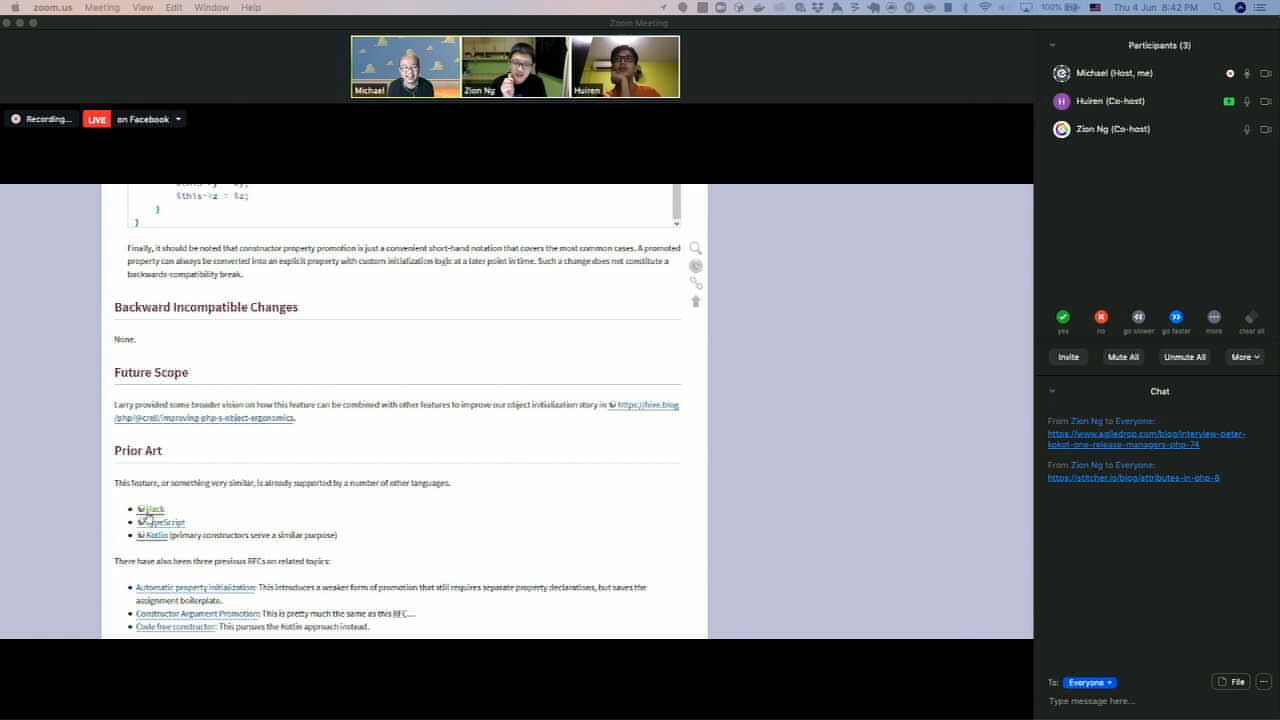 zoom.us Meeting View Edit Window Help
100%
Thu 4 Jun 8:42 PM
Zoom Meeting
Michael
Zion Ng
Huiren
Recording...
LIVE
on Facebook
$this->z = $z;
}
}
Finally, it should be noted that constructor property promotion is just a convenient short-hand notation that covers the most common cases. A promoted
property can always be converted into an explicit property with custom initialization logic at a later point in time. Such a change does not constitute a
backwards-compatibility break.
Backward Incompatible Changes
None.
Future Scope
Larry provided some broader vision on how this feature can be combined with other features to improve our object initialization story in https://hive.blog
/php/@crell/improving-php-s-object-ergonomics.
Prior Art
This feature, or something very similar, is already supported by a number of other languages.
Hack
TypeScript
Kotlin (primary constructors serve a similar purpose)
There have also been three previous RFCs on related topics:
Automatic property initialization: This introduces a weaker form of promotion that still requires separate property declarations, but saves the
assignment boilerplate.
Constructor Argument Promotion: This is pretty much the same as this RFC...
Code free constructor: This pursues the Kotlin approach instead.
Participants (3)
Michael (Host, me)
H
Huiren (Co-host)
Zion Ng (Co-host)
yes no go slower go faster more clear all
Invite Mute All Unmute All More
Chat
From Zion Ng to Everyone:
https://www.agiledrop.com/blog/interview-peter-
kokot-one-release-managers-php-74
From Zion Ng to Everyone:
https://stitcher.io/blog/attributes-in-php-8
To: Everyone
File
Type message here...